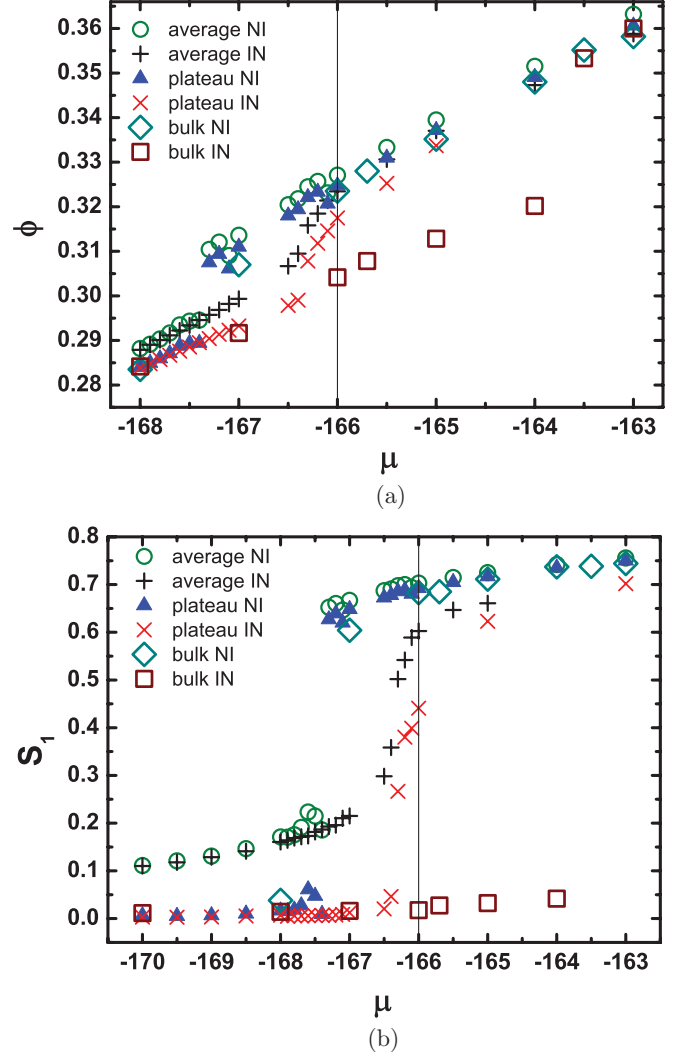 0.36
0.35
0.34
0.33
0.32
0.31
0.30
0.29
0.28
ϕ
average NI
average IN
plateau NI
plateau IN
bulk NI
bulk IN
-168 -167 -166 -165 -164 -163
μ
(a)
0.8
0.7
0.6
0.5
0.4
0.3
0.2
0.1
0.0
S1
average NI
average IN
plateau NI
plateau IN
bulk NI
bulk IN
-170 -169 -168 -167 -166 -165 -164 -163
μ
(b)